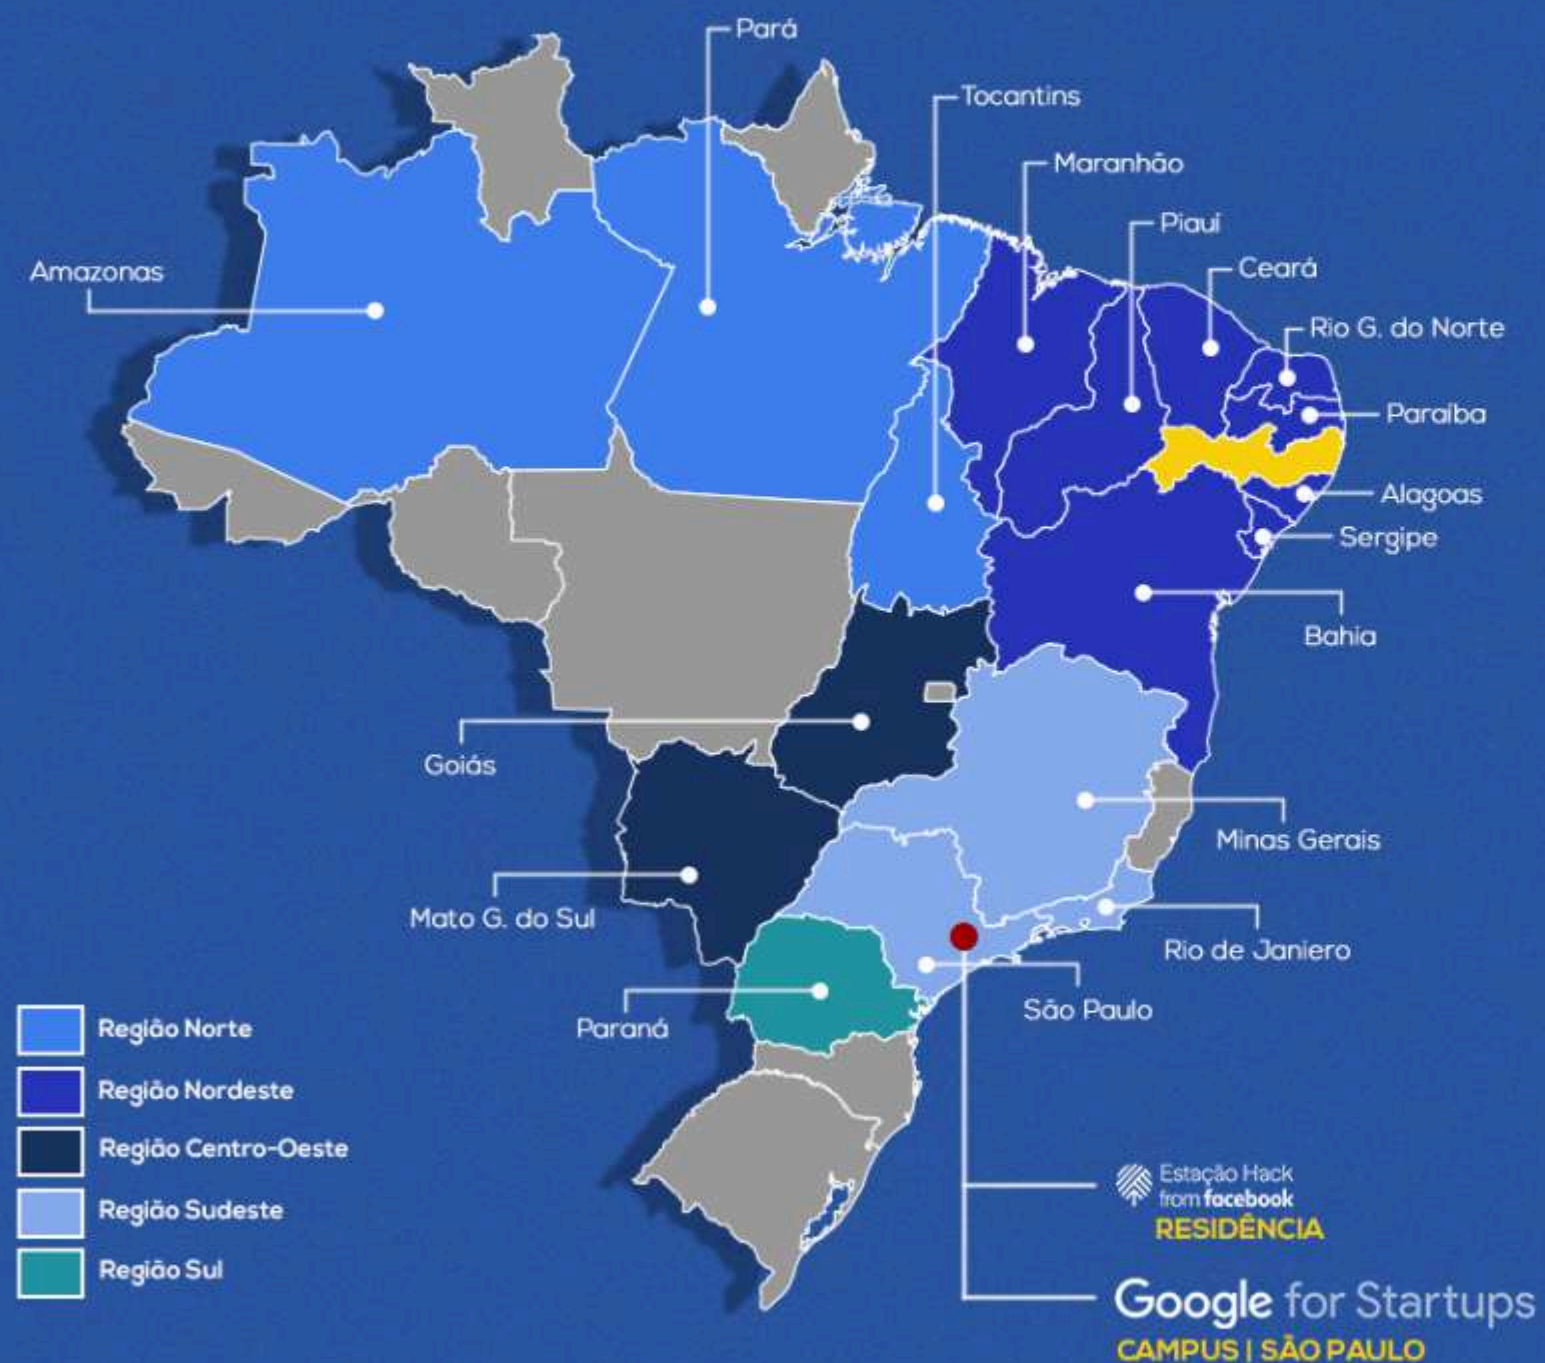 Pará
Tocantins
Maranhão
Piauí
Amazonas
Ceará
Rio G. do Norte
Paraíba
Alagoas
Sergipe
Bahia
Goiás
Minas Gerais
Mato G. do Sul
Rio de Janiero
São Paulo
Paraná
Região Norte
Região Nordeste
Região Centro-Oeste
Região Sudeste
Região Sul
Estação Hack
from facebook
RESIDÊNCIA
Google for Startups
CAMPUS | SÃO PAULO